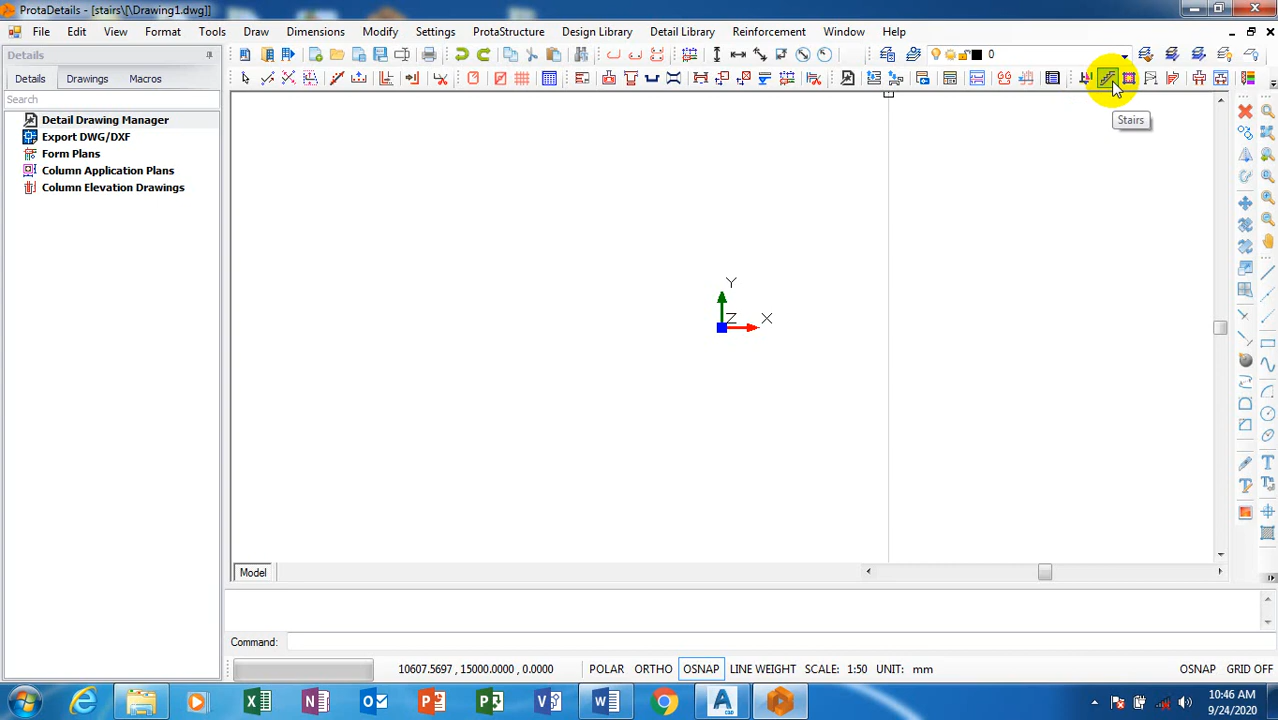 ProtaDetails - [stairs\[\Drawing1.dwg]]
File Edit View Format Tools Draw Dimensions Modify Settings ProtaStructure Design Library Detail Library Reinforcement Window Help
Details
0
Details Drawings Macros
Search
Stairs
Detail Drawing Manager
Export DWG/DXF
Form Plans
Column Application Plans
Column Elevation Drawings
Y
Z X
Model
Command:
10607.5697 , 15000.0000 , 0.0000 POLAR ORTHO OSNAP LINE WEIGHT SCALE: 1:50 UNIT: mm OSNAP GRID OFF
10:46 AM
9/24/2020